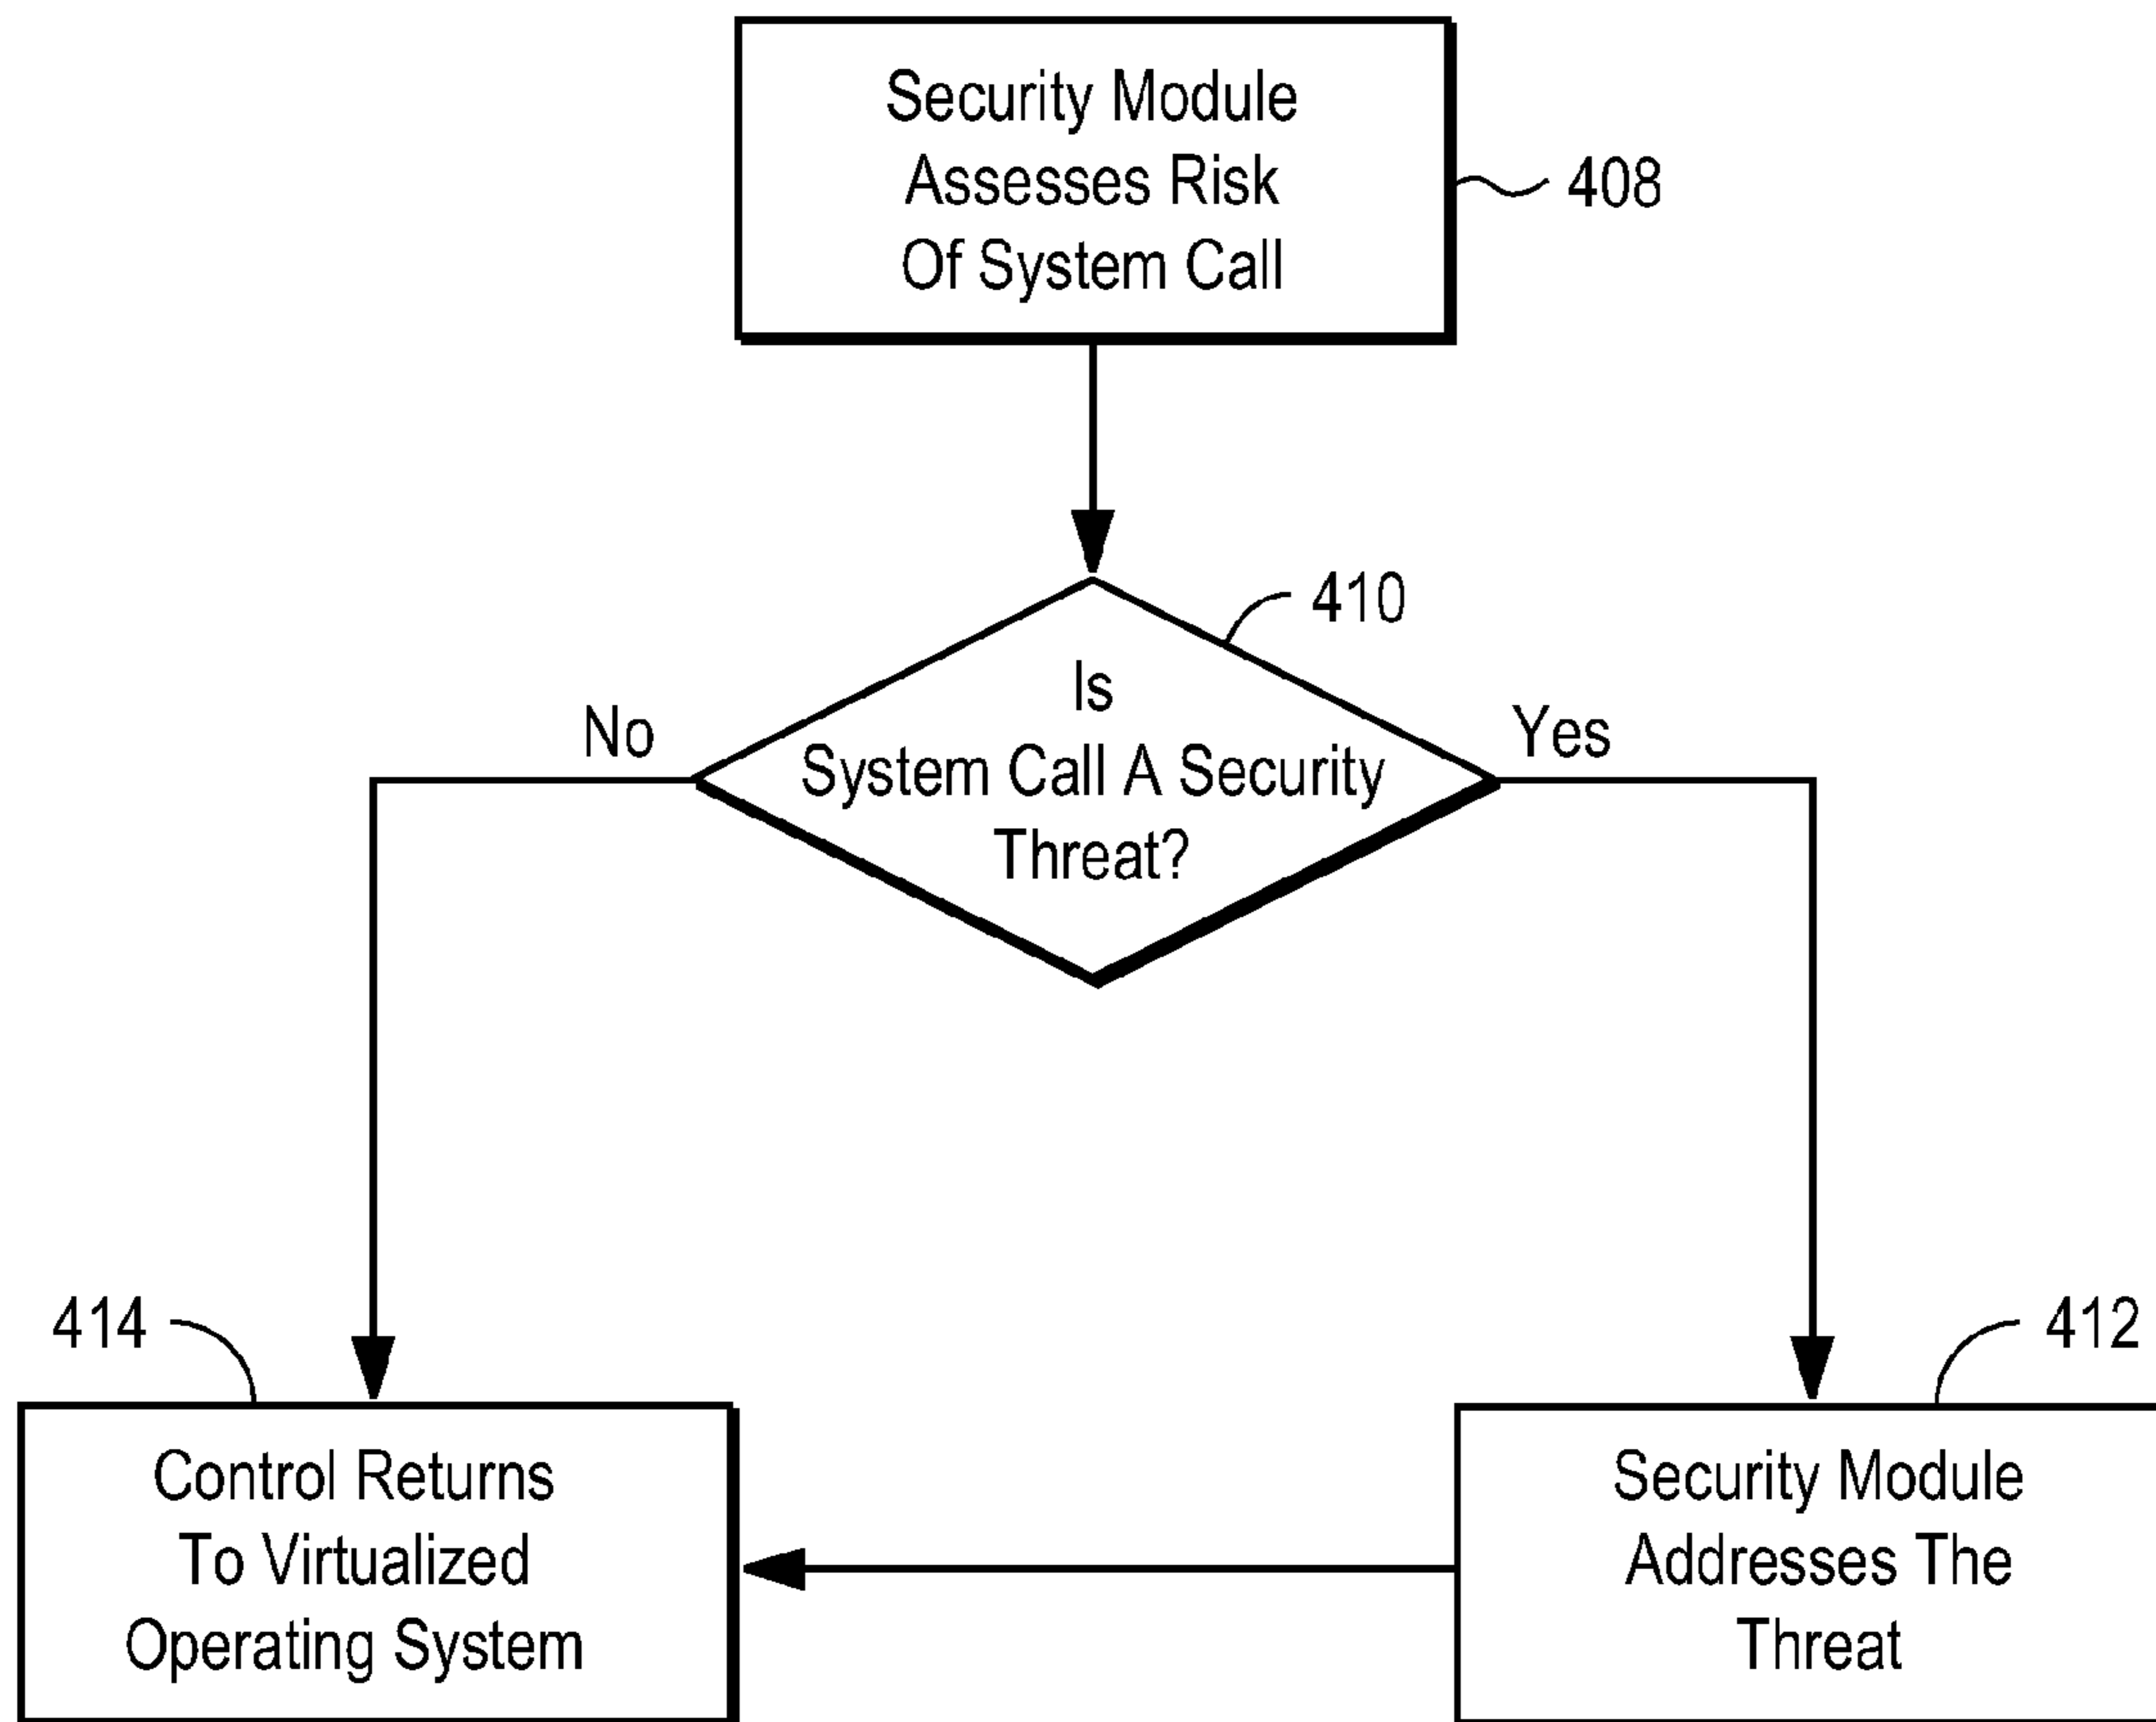 Security Module
Assesses Risk
Of System Call
408
410
Is
System Call A Security
Threat?
No
Yes
414
412
Control Returns
To Virtualized
Operating System
Security Module
Addresses The
Threat